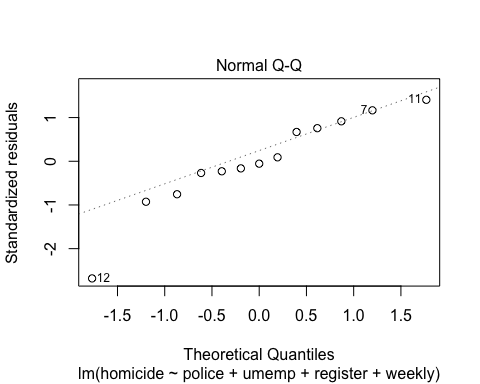 Normal Q-Q
Standardized residuals
1
0
-1
-2
11
7
12
-1.5 -1.0 -0.5 0.0 0.5 1.0 1.5
Theoretical Quantiles
lm(homicide ~ police + umemp + register + weekly)